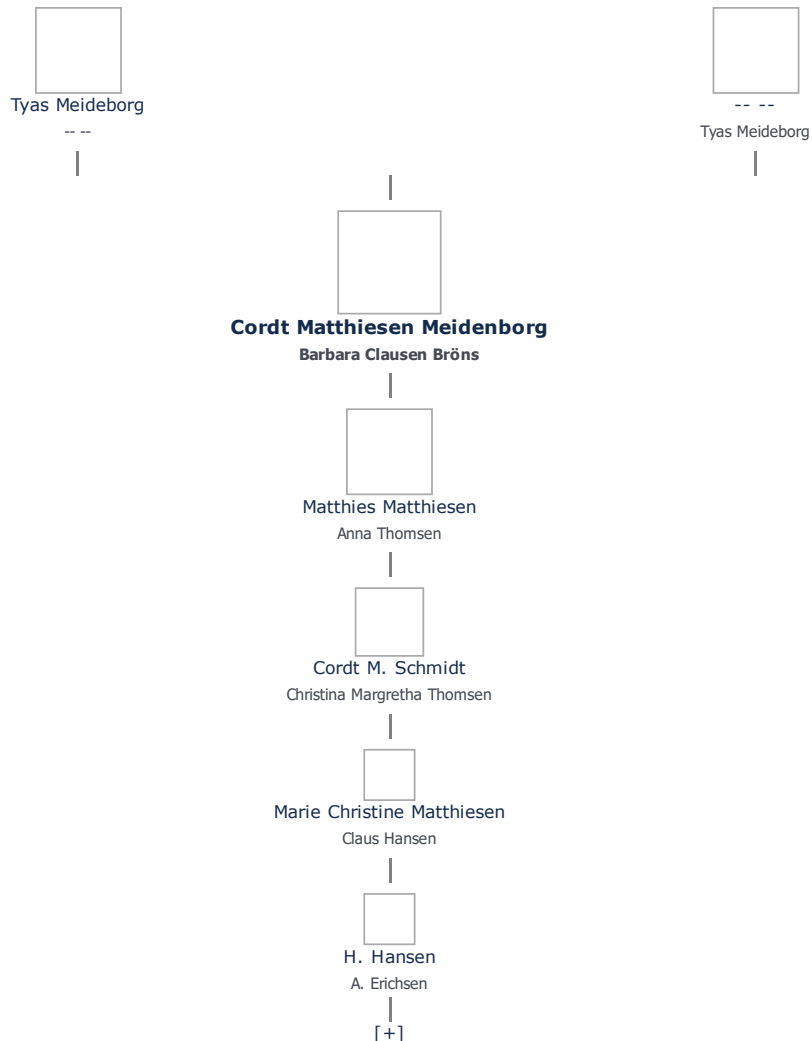 Tyas Meideborg
-- --
-- --
Tyas Meideborg
Cordt Matthiesen Meidenborg
Barbara Clausen Bröns
Matthies Matthiesen
Anna Thomsen
Cordt M. Schmidt
Christina Margretha Thomsen
Marie Christine Matthiesen
Claus Hansen
H. Hansen
A. Erichsen
[+]